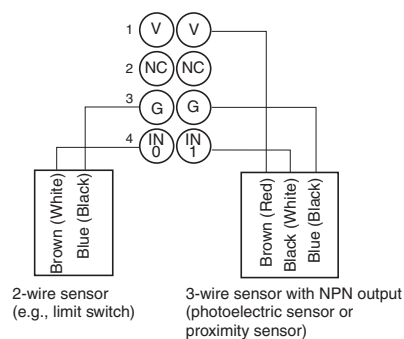 1 V V
2 NC NC
3 G G
4 IN 0 IN 1
Brown (White)
Blue (Black)
Brown (Red)
Black (White)
Blue (Black)
2-wire sensor
(e.g., limit switch)
3-wire sensor with NPN output
(photoelectric sensor or
proximity sensor)